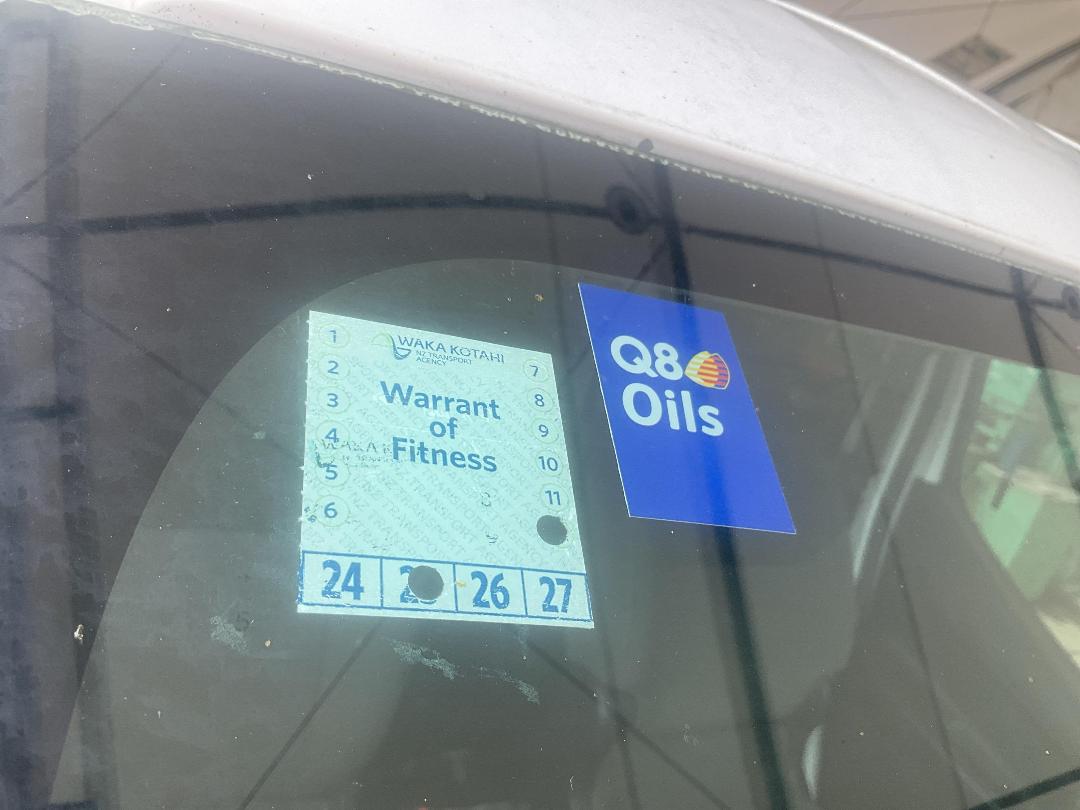 WAKA KOTAHI
NZ TRANSPORT
AGENCY
Warrant
of
Fitness
1
2
3
4
5
6
7
8
9
10
11
24
26
27
Q8
Oils